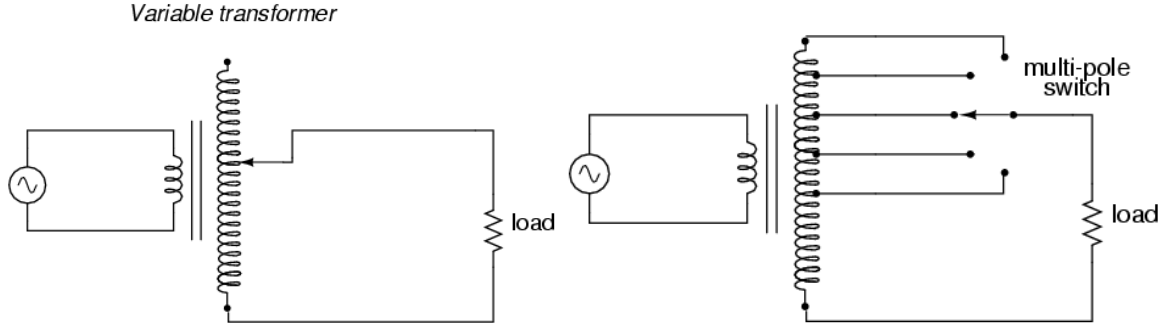 Variable transformer
load
multi-pole
switch
load